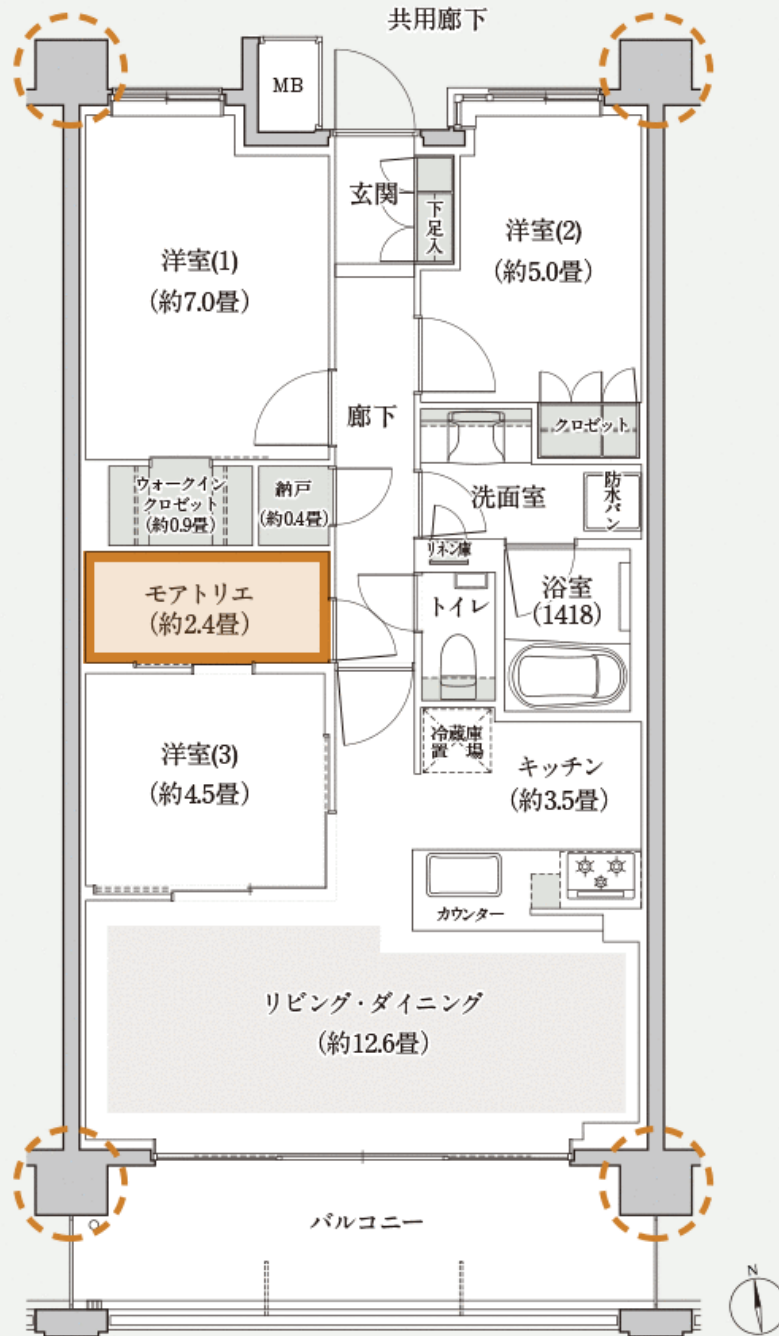 共用廊下
MB
玄関
下足入
洋室(1)
(約7.0畳)
洋室(2)
(約5.0畳)
廊下
クロゼット
ウォークイン
クロゼット
(約0.9畳)
納戸
(約0.4畳)
洗面室
防水パン
リネン庫
モアトリエ
(約2.4畳)
トイレ
浴室
(1418)
洋室(3)
(約4.5畳)
冷蔵庫
置場
キッチン
(約3.5畳)
カウンター
リビング・ダイニング
(約12.6畳)
バルコニー
N